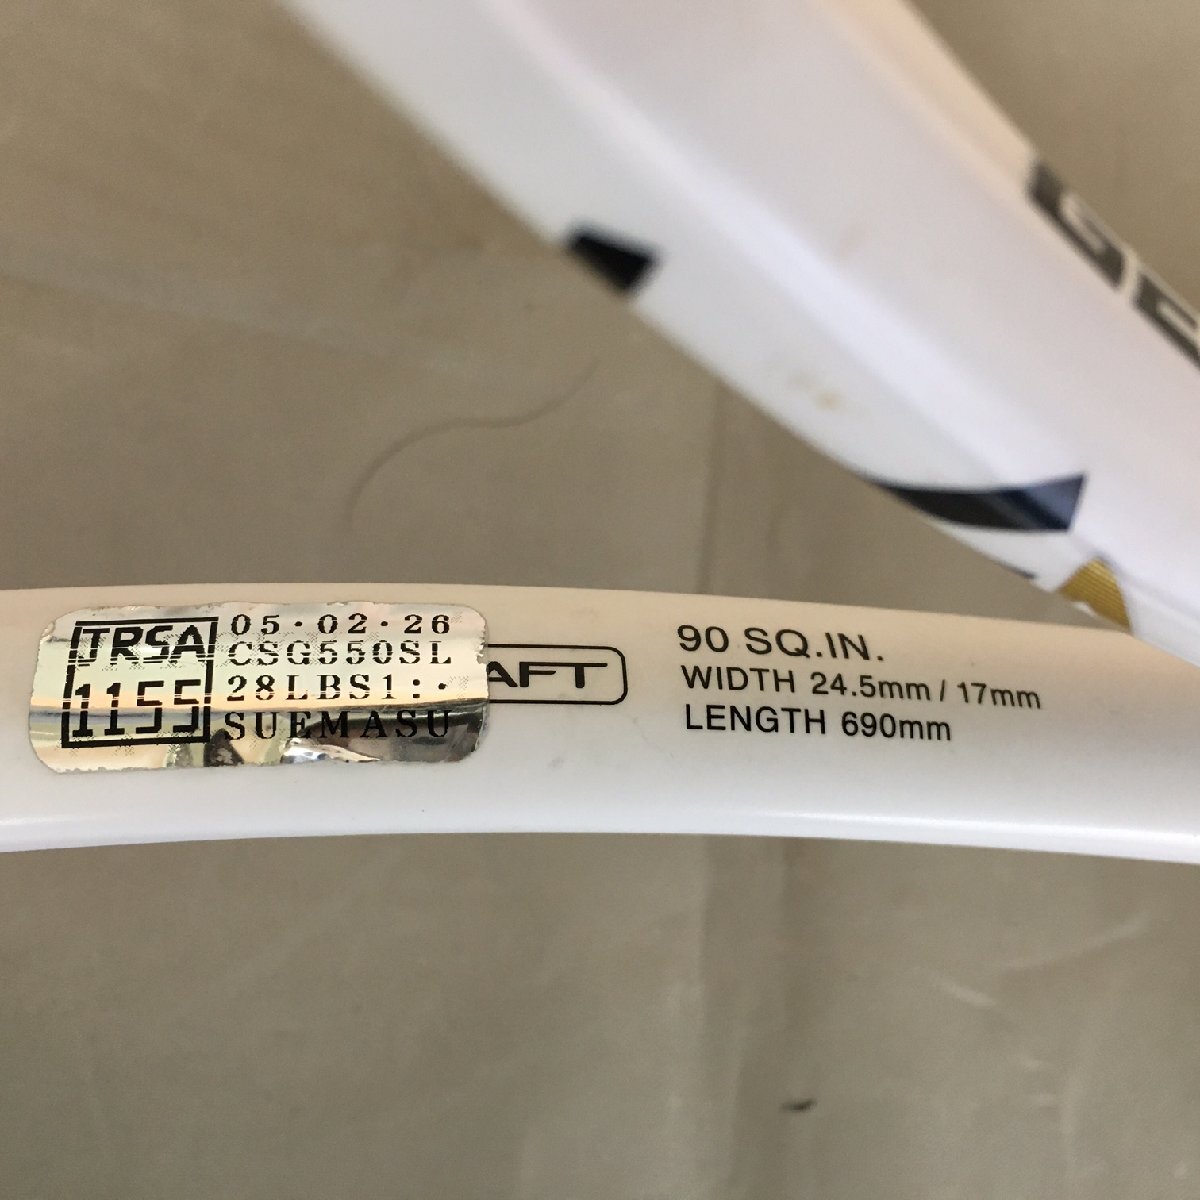 JRSA
1155
05・02・26
CSG550SL
28LBS1:・
SUEMASU
AFT
90 SQ.IN.
WIDTH 24.5mm / 17mm
LENGTH 690mm